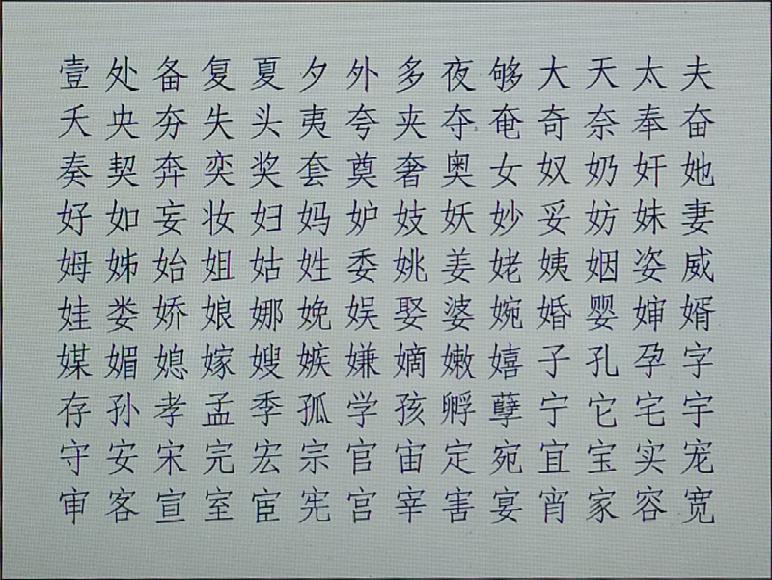 壹处备复夏夕外多夜够大天太夫
夭央夯失头夷夸夹夺奄奇奈奉奋
奏契奔奕奖套奠奢奥女奴奶奸她
好如妄妆妇妈妒妓妖妙妥妨妹妻
姆姊始姐姑姓委姚姜姥姨姻姿威
娃娄娇娘娜娩娱娶婆婉婚婴婶婿
媒媚媳嫁嫂嫉嫌嫡嫩嬉子孔孕字
存孙孝孟季孤学孩孵孽宁它宅宇
守安宋完宏宗官宙定宛宜宝实宠
审客宣室宦宪宫宰害宴宵家容宽